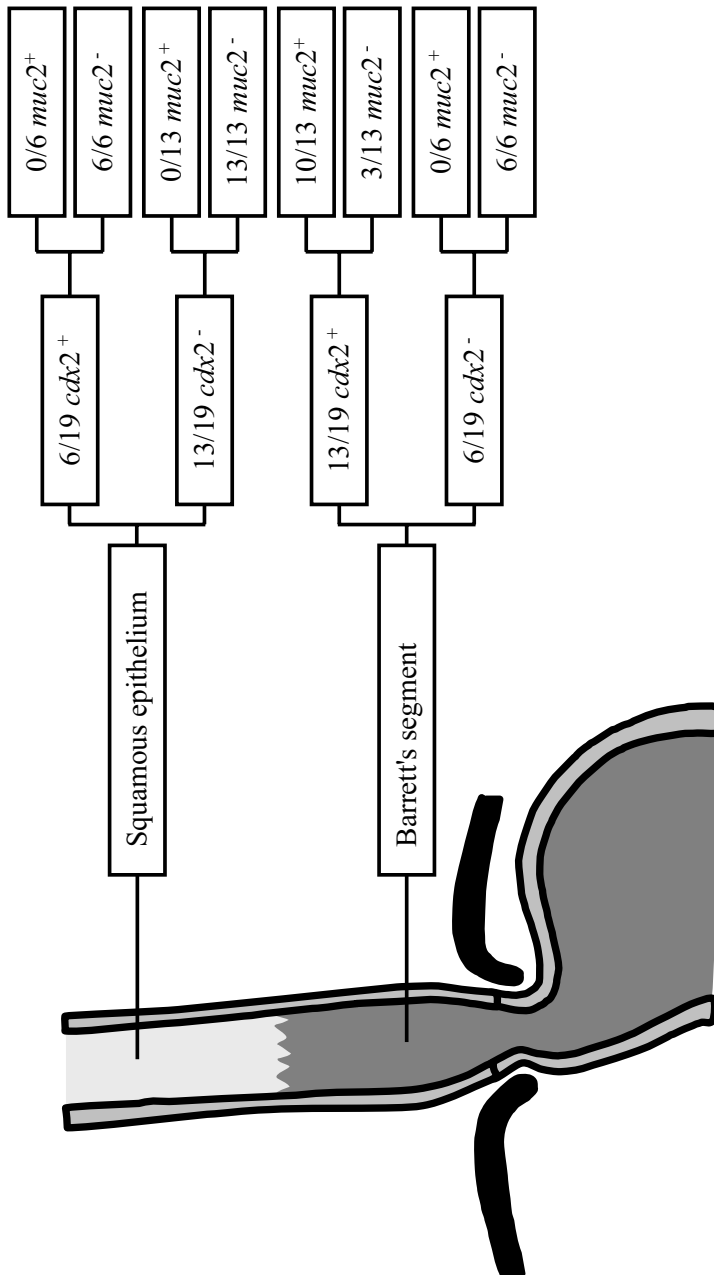 Squamous epithelium
6/19 cdx2+
0/6 muc2+
6/6 muc2-
13/19 cdx2-
0/13 muc2+
13/13 muc2-
Barrett's segment
13/19 cdx2+
10/13 muc2+
3/13 muc2-
6/19 cdx2-
0/6 muc2+
6/6 muc2-